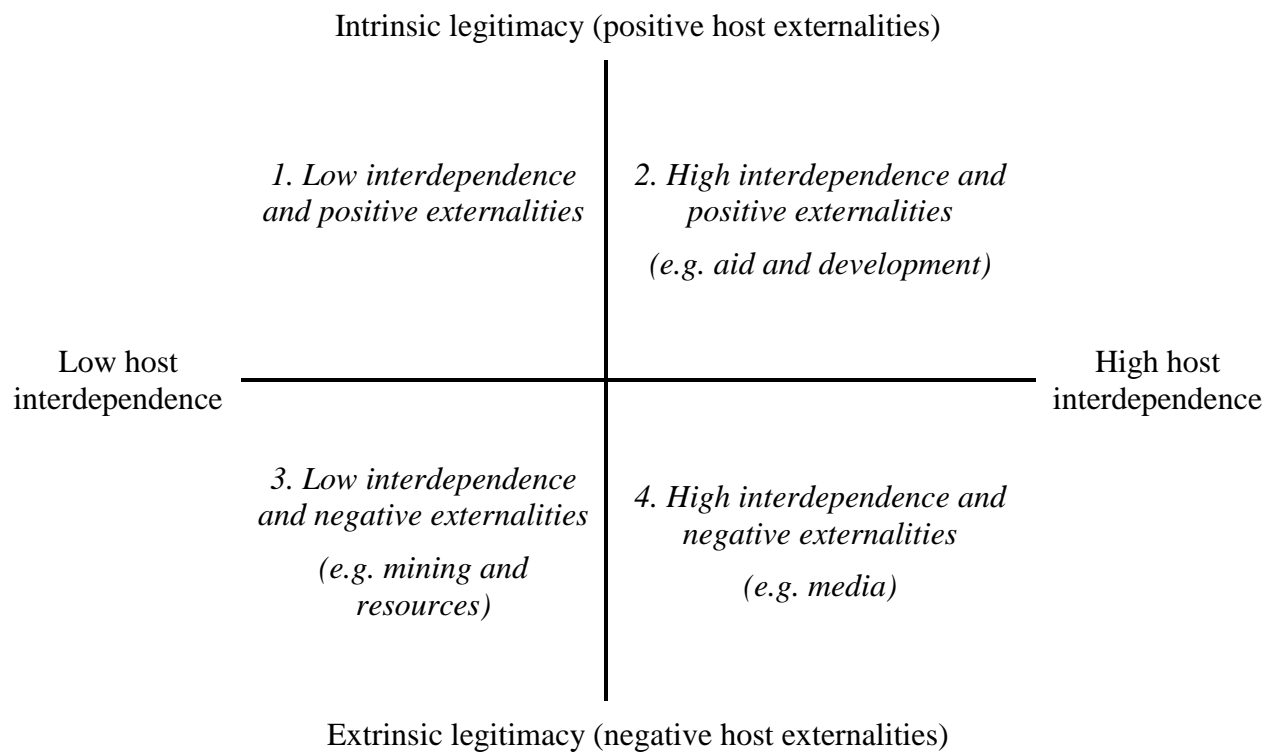 Intrinsic legitimacy (positive host externalities)
1. Low interdependence
and positive externalities
2. High interdependence and
positive externalities
(e.g. aid and development)
Low host
interdependence
High host
interdependence
3. Low interdependence
and negative externalities
(e.g. mining and
resources)
4. High interdependence and
negative externalities
(e.g. media)
Extrinsic legitimacy (negative host externalities)